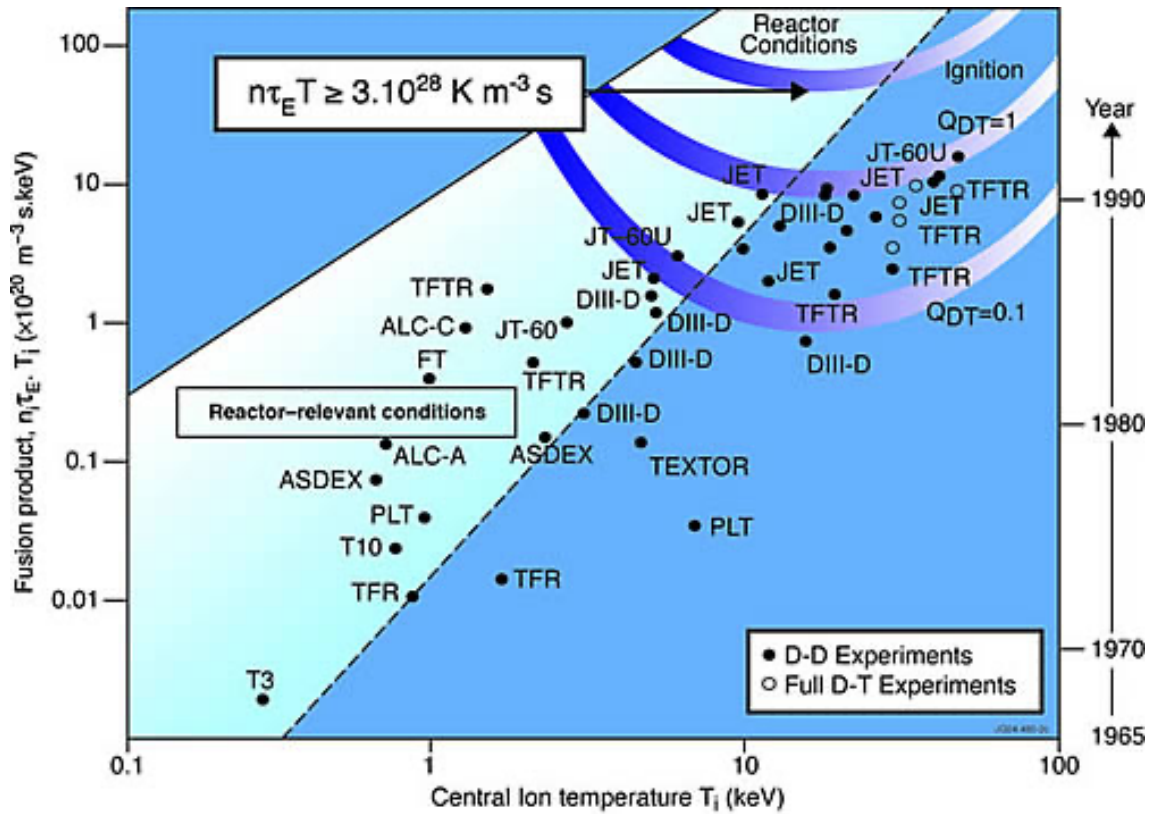 100
10
1
0.1
0.01
Fusion product, nᵢτE. Tᵢ (×10²⁰ m⁻³ s.keV)
Reactor
Conditions
nτET ≥ 3.10²⁸ K m⁻³ s
Ignition
QDT=1
JT-60U
JET
JET
TFTR
JET
DIII-D
JET
TFTR
JT-60U
JET
JET
TFTR
TFTR
DIII-D
TFTR
QDT=0.1
ALC-C
JT-60
DIII-D
FT
TFTR
DIII-D
DIII-D
Reactor–relevant conditions
DIII-D
ALC-A
ASDEX
TEXTOR
ASDEX
PLT
PLT
T10
TFR
TFR
T3
D-D Experiments
Full D-T Experiments
Year
1990
1980
1970
1965
0.1
1
10
100
Central Ion temperature Tᵢ (keV)